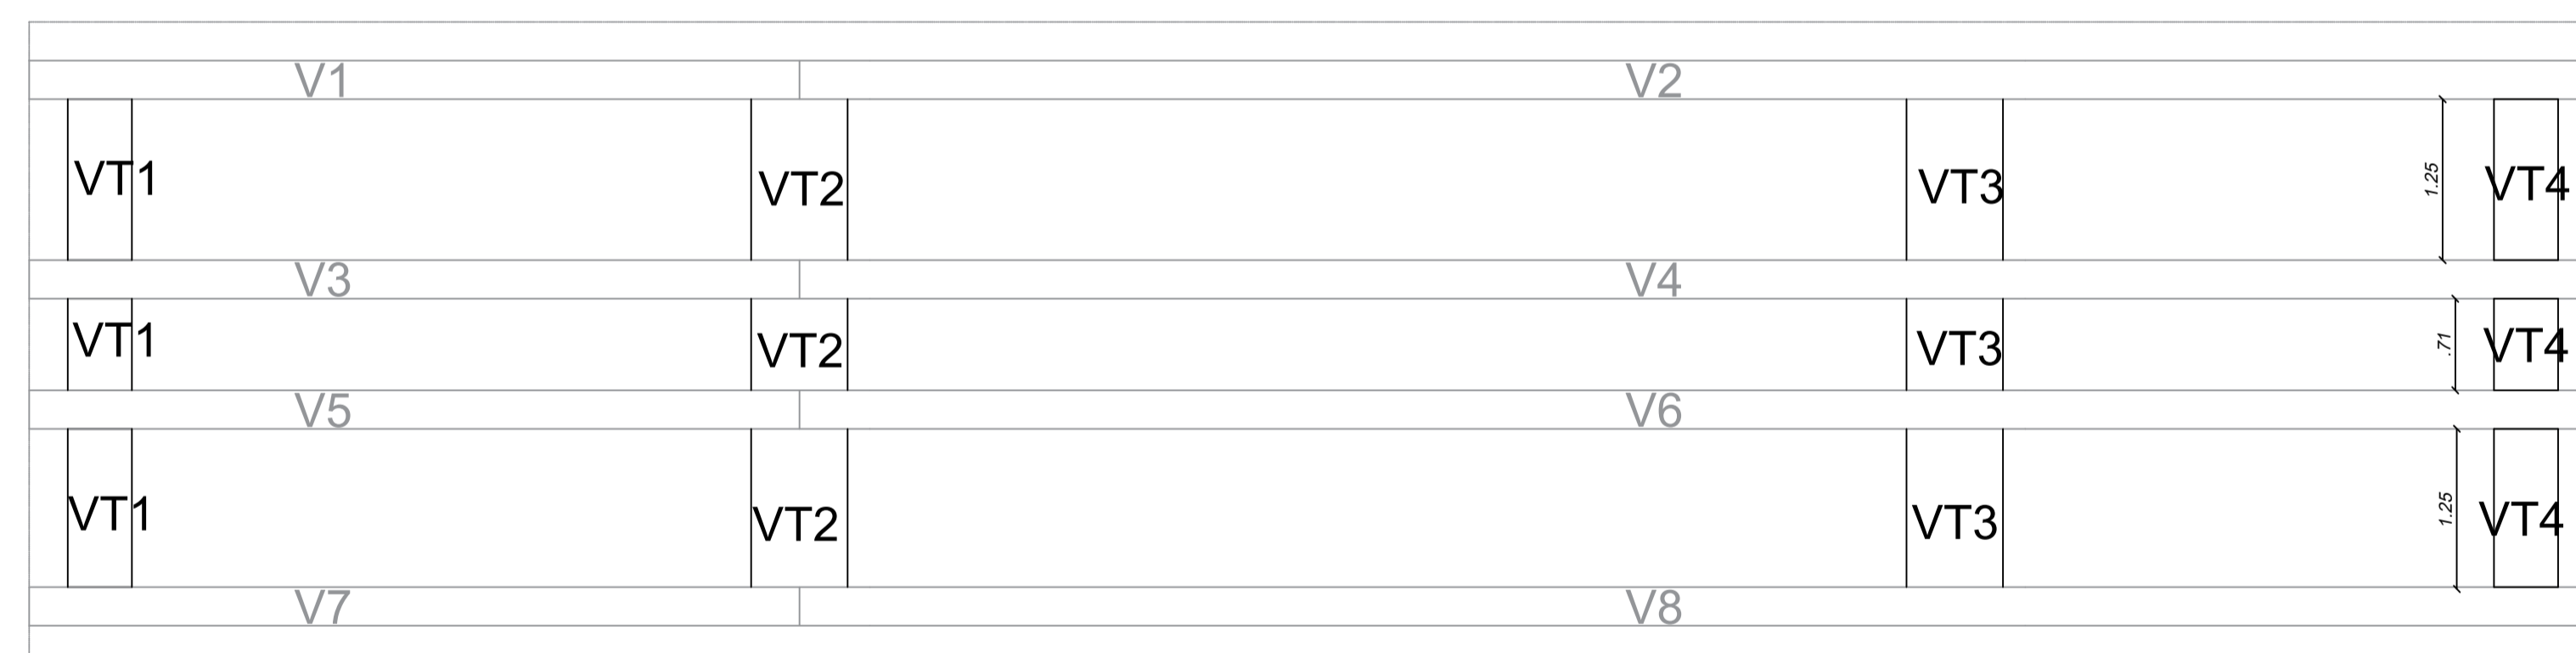 V1 V2
VT1 VT2 VT3 1.25 VT4
V3 V4
VT1 VT2 VT3 .71 VT4
V5 V6
VT1 VT2 VT3 1.25 VT4
V7 V8